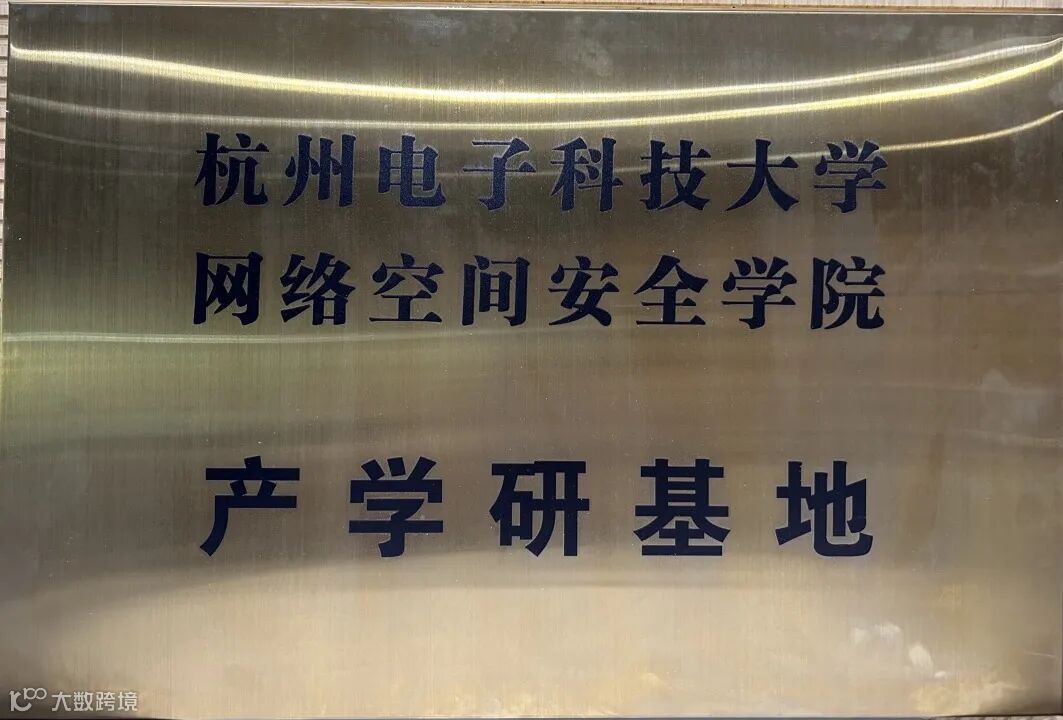 杭州电子科技大学
网络空间安全学院
产学研基地
大数跨境